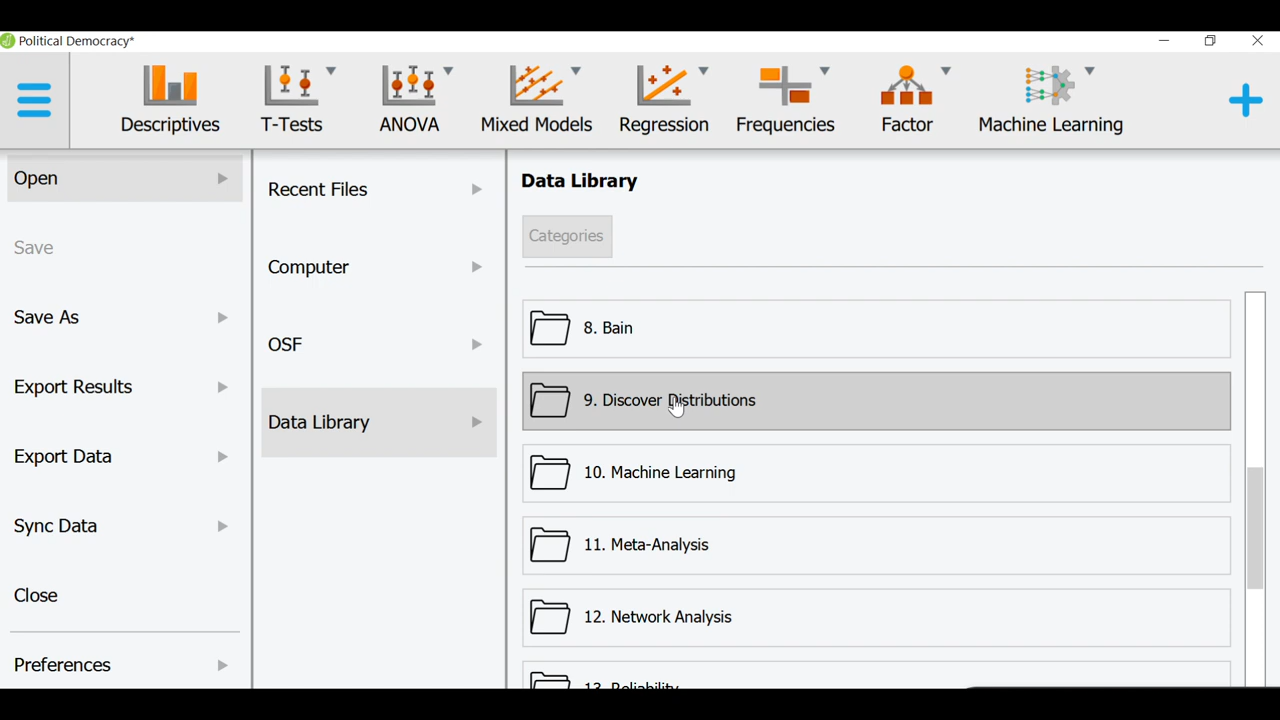 Political Democracy*
Descriptives
T-Tests
ANOVA
Mixed Models
Regression
Frequencies
Factor
Machine Learning
Open
Save
Save As
Export Results
Export Data
Sync Data
Close
Preferences
Recent Files
Computer
OSF
Data Library
Data Library
Categories
8. Bain
9. Discover Distributions
10. Machine Learning
11. Meta-Analysis
12. Network Analysis
13. Reliability